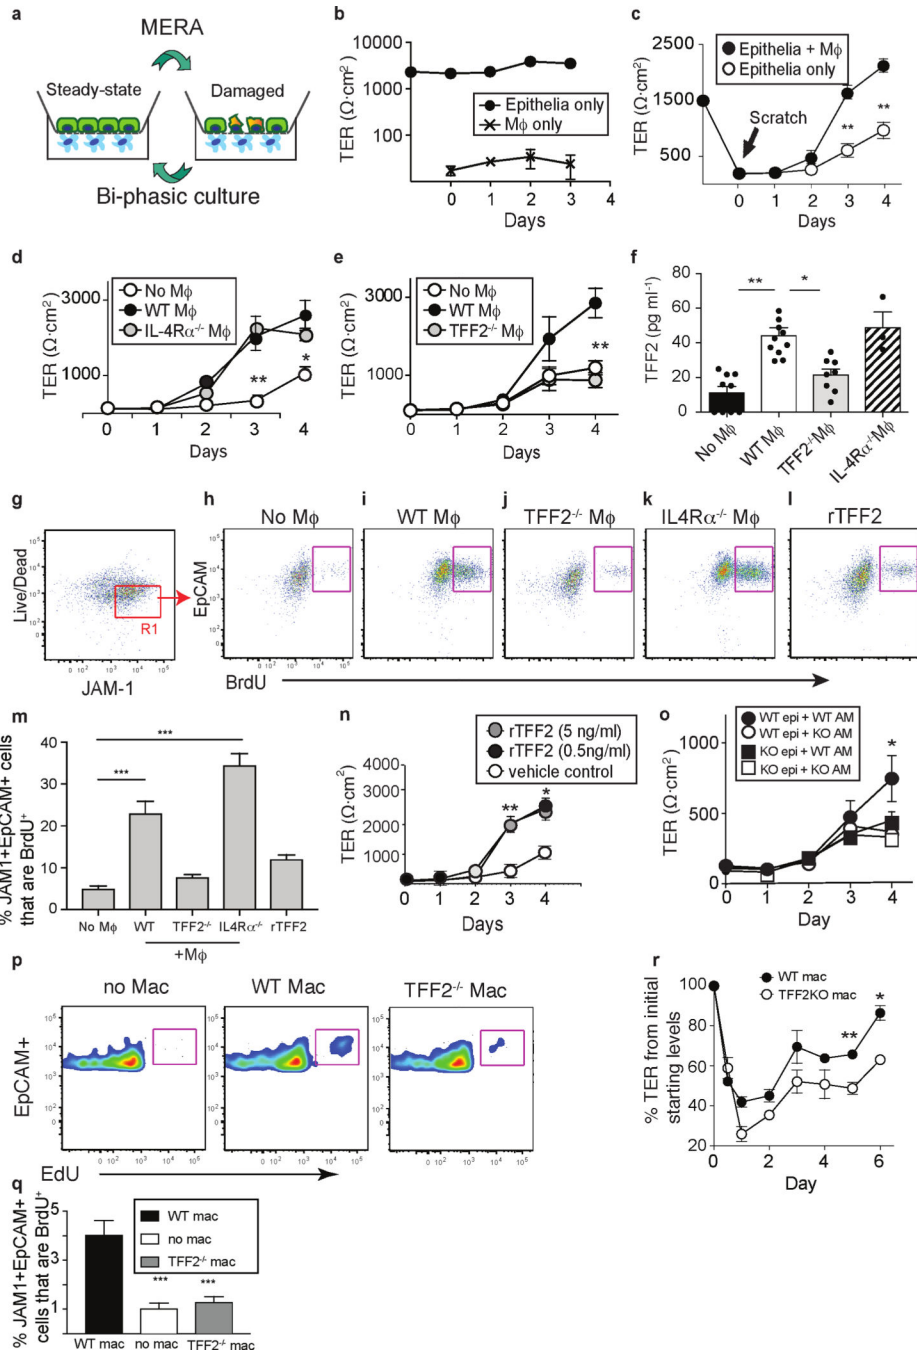 a
MERA
Steady-state
Damaged
Bi-phasic culture
b
TER (Ω·cm²)
10000
1000
100
Epithelia only
Mϕ only
0 1 2 3 4
Days
c
TER (Ω·cm²)
2500
1500
500
Epithelia + Mϕ
Epithelia only
Scratch
**
**
0 1 2 3 4
Days
d
TER (Ω·cm²)
3000
1000
No Mϕ
WT Mϕ
IL-4Rα⁻/⁻ Mϕ
**
*
0 1 2 3 4
Days
e
TER (Ω·cm²)
3000
1000
No Mϕ
WT Mϕ
TFF2⁻/⁻ Mϕ
**
0 1 2 3 4
Days
f
TFF2 (pg ml⁻¹)
80
60
40
20
0
**
*
No Mϕ
WT Mϕ
TFF2⁻/⁻Mϕ
IL-4Rα⁻/⁻Mϕ
g
Live/Dead
10⁵
10⁴
10³
10²
0
R1
0 10² 10³ 10⁴ 10⁵
JAM-1
h
No Mϕ
i
WT Mϕ
j
TFF2⁻/⁻ Mϕ
k
IL4Rα⁻/⁻ Mϕ
l
rTFF2
EpCAM
BrdU
m
% JAM1+EpCAM+ cells
that are BrdU⁺
40
30
20
10
0
***
***
No Mϕ WT TFF2⁻/⁻ IL4Rα⁻/⁻ rTFF2
+Mϕ
n
rTFF2 (5 ng/ml)
rTFF2 (0.5ng/ml)
vehicle control
TER (Ω·cm²)
3000
2000
1000
**
*
0 1 2 3 4
Days
o
WT epi + WT AM
WT epi + KO AM
KO epi + WT AM
KO epi + KO AM
TER (Ω·cm²)
1000
500
0
*
0 1 2 3 4
Day
p
no Mac
WT Mac
TFF2⁻/⁻ Mac
EpCAM+
EdU
q
% JAM1+EpCAM+
cells that are BrdU⁺
5
3
1
WT mac
no mac
TFF2⁻/⁻ mac
***
***
WT mac no mac TFF2⁻/⁻ mac
r
WT mac
TFF2KO mac
% TER from initial
starting levels
100
80
60
40
20
**
*
0 2 4 6
Day